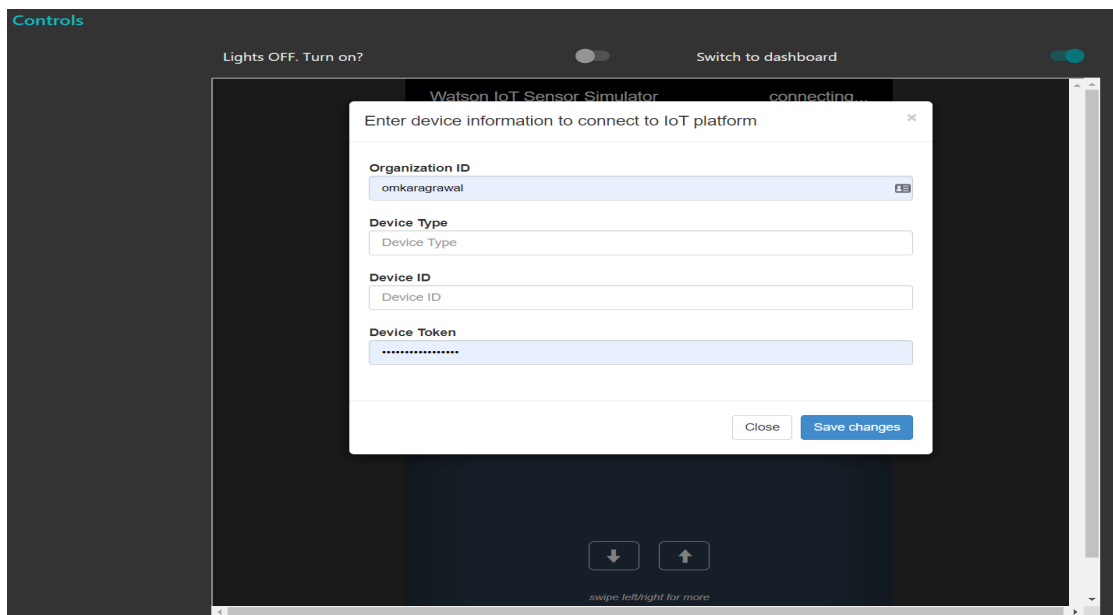 Controls
Lights OFF. Turn on?
Switch to dashboard
Watson IoT Sensor Simulator
connecting...
Enter device information to connect to IoT platform
×
Organization ID
omkaragrawal
Device Type
Device Type
Device ID
Device ID
Device Token
•••••••••••••••••
Close
Save changes
swipe left/right for more